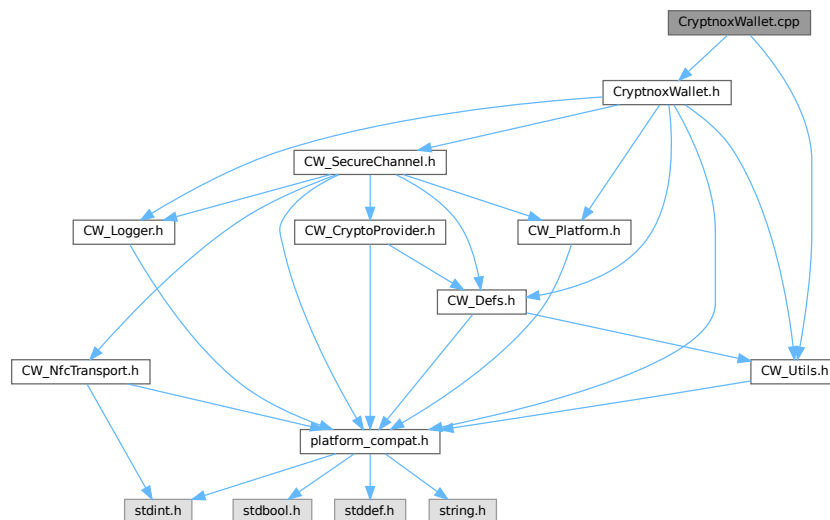 CryptnoxWallet.cpp
CryptnoxWallet.h
CW_SecureChannel.h
CW_Logger.h
CW_CryptoProvider.h
CW_Platform.h
CW_Defs.h
CW_NfcTransport.h
CW_Utils.h
platform_compat.h
stdint.h
stdbool.h
stddef.h
string.h